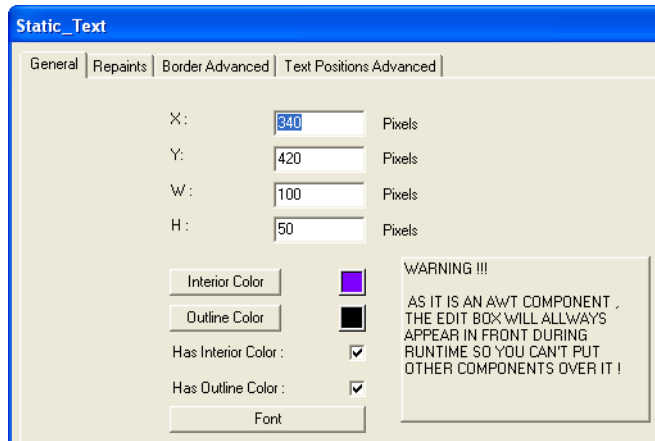 Static_Text
General Repaints Border Advanced Text Positions Advanced
X : 340 Pixels
Y: 420 Pixels
W : 100 Pixels
H : 50 Pixels
Interior Color
Outline Color
Has Interior Color :
Has Outline Color :
Font
WARNING !!!
AS IT IS AN AWT COMPONENT ,
THE EDIT BOX WILL ALLWAYS
APPEAR IN FRONT DURING
RUNTIME SO YOU CAN'T PUT
OTHER COMPONENTS OVER IT !